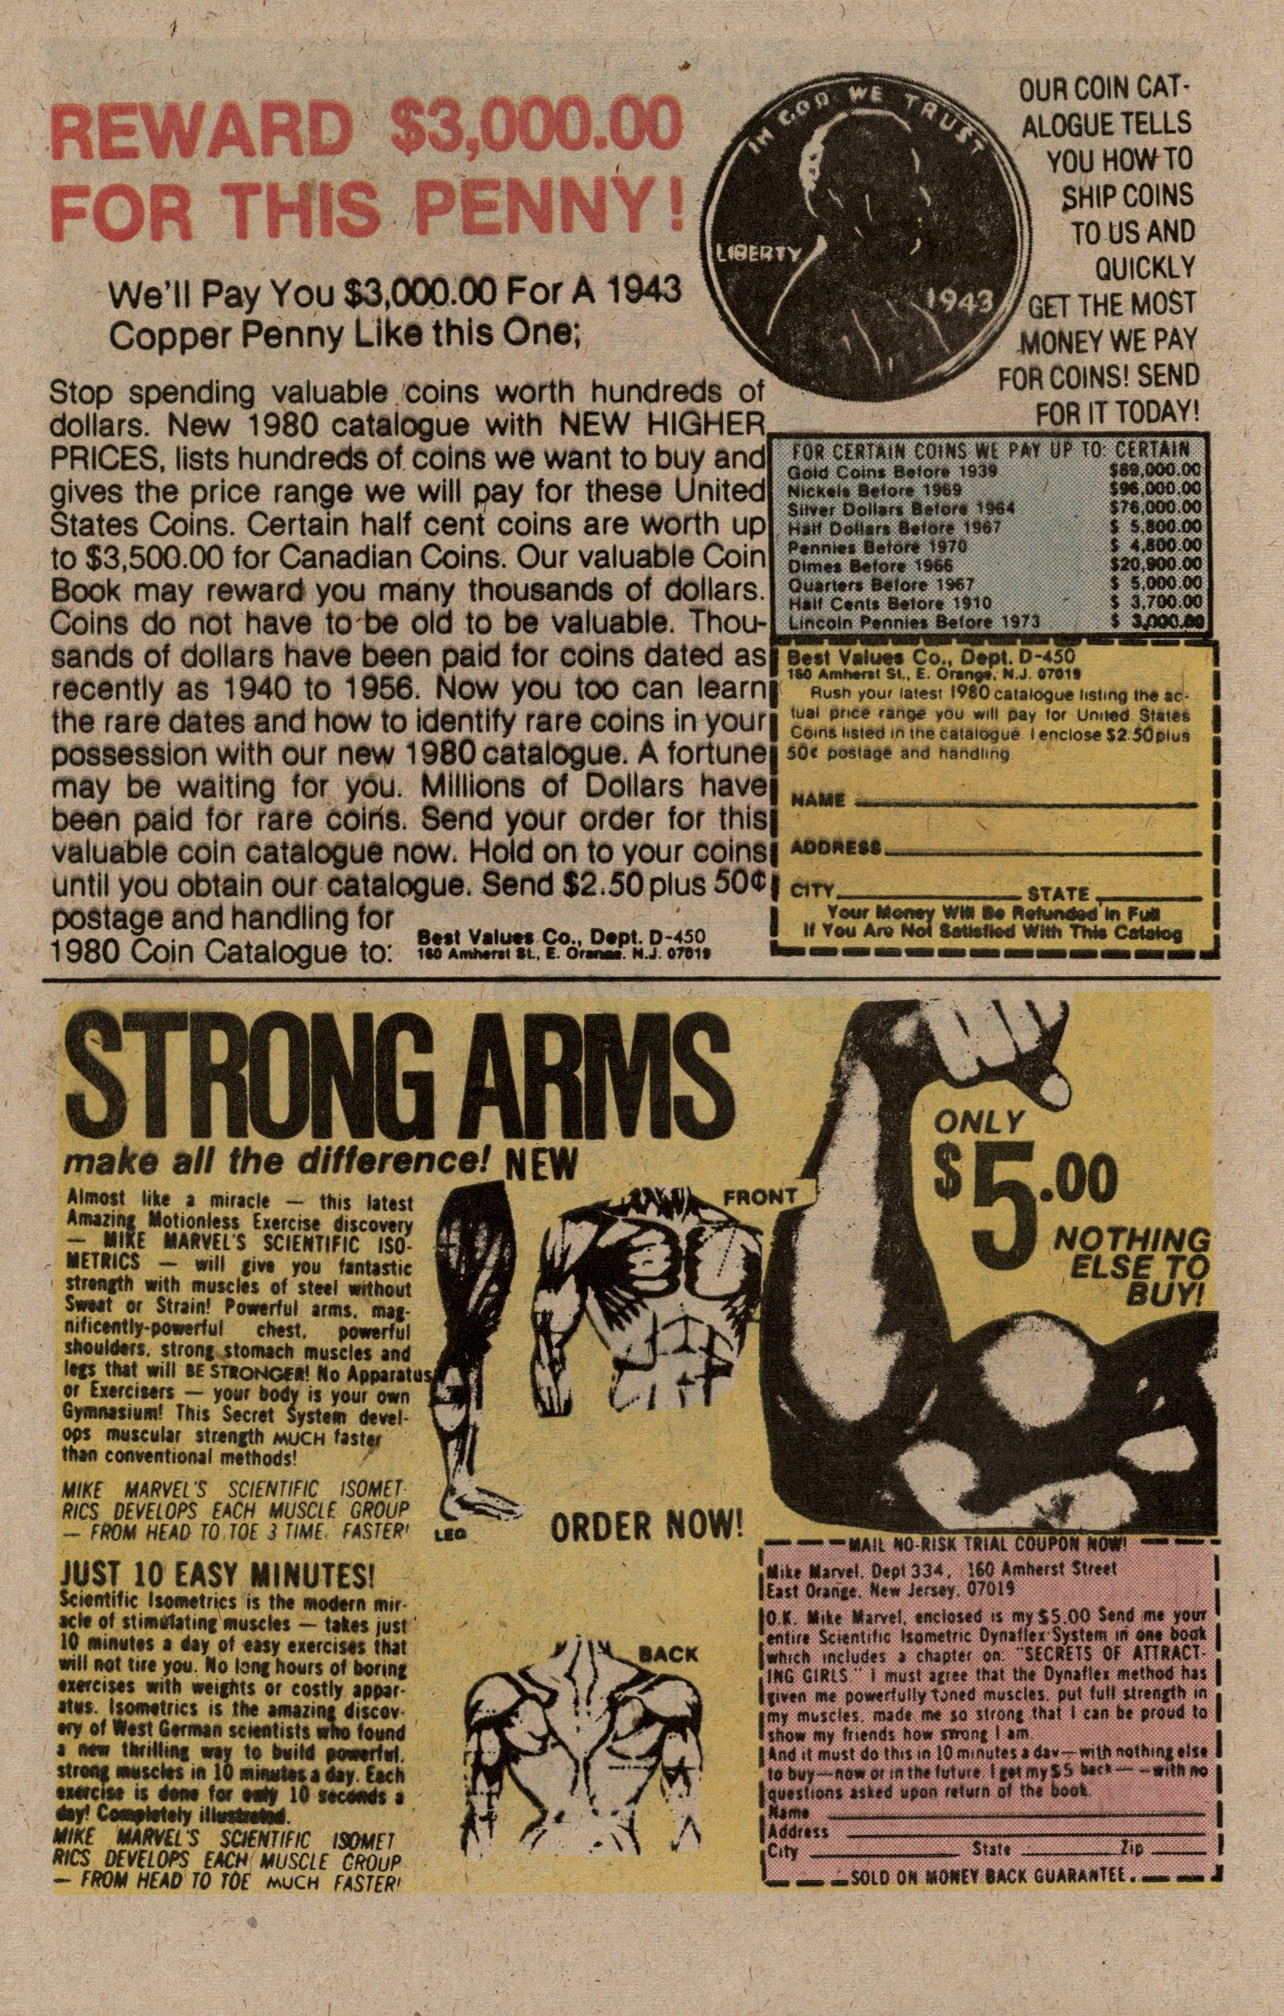 REWARD $3,000.00
FOR THIS PENNY!
We'll Pay You $3,000.00 For A 1943
Copper Penny Like this One;
IN GOD WE TRUST
LIBERTY
1943
OUR COIN CAT-
ALOGUE TELLS
YOU HOW TO
SHIP COINS
TO US AND
QUICKLY
GET THE MOST
MONEY WE PAY
FOR COINS! SEND
FOR IT TODAY!
Stop spending valuable coins worth hundreds of
dollars. New 1980 catalogue with NEW HIGHER
PRICES, lists hundreds of coins we want to buy and
gives the price range we will pay for these United
States Coins. Certain half cent coins are worth up
to $3,500.00 for Canadian Coins. Our valuable Coin
Book may reward you many thousands of dollars.
Coins do not have to be old to be valuable. Thou-
sands of dollars have been paid for coins dated as
recently as 1940 to 1956. Now you too can learn
the rare dates and how to identify rare coins in your
possession with our new 1980 catalogue. A fortune
may be waiting for you. Millions of Dollars have
been paid for rare coins. Send your order for this
valuable coin catalogue now. Hold on to your coins
until you obtain our catalogue. Send $2.50 plus 50¢
postage and handling for
1980 Coin Catalogue to:
Best Values Co., Dept. D-450
160 Amherst St., E. Orange, N.J. 07019
FOR CERTAIN COINS WE PAY UP TO: CERTAIN
Gold Coins Before 1939 $89,000.00
Nickels Before 1969 $96,000.00
Silver Dollars Before 1964 $76,000.00
Half Dollars Before 1967 $ 5,800.00
Pennies Before 1970 $ 4,800.00
Dimes Before 1966 $20,900.00
Quarters Before 1967 $ 5,000.00
Half Cents Before 1910 $ 3,700.00
Lincoln Pennies Before 1973 $ 3,000.00
Best Values Co., Dept. D-450
160 Amherst St., E. Orange, N.J. 07019
Rush your latest 1980 catalogue listing the ac-
tual price range you will pay for United States
Coins listed in the catalogue I enclose $2.50 plus
50¢ postage and handling
NAME
ADDRESS
CITY STATE
Your Money Will Be Refunded In Full
If You Are Not Satisfied With This Catalog
STRONG ARMS
make all the difference! NEW
Almost like a miracle — this latest
Amazing Motionless Exercise discovery
— MIKE MARVEL'S SCIENTIFIC ISO-
METRICS — will give you fantastic
strength with muscles of steel without
Sweat or Strain! Powerful arms, mag-
nificently-powerful chest, powerful
shoulders, strong stomach muscles and
legs that will BE STRONGER! No Apparatus
or Exercisers — your body is your own
Gymnasium! This Secret System devel-
ops muscular strength MUCH faster
than conventional methods!
MIKE MARVEL'S SCIENTIFIC ISOMET-
RICS DEVELOPS EACH MUSCLE GROUP
— FROM HEAD TO TOE 3 TIME. FASTER!
JUST 10 EASY MINUTES!
Scientific Isometrics is the modern mir-
acle of stimulating muscles — takes just
10 minutes a day of easy exercises that
will not tire you. No long hours of boring
exercises with weights or costly appar-
atus. Isometrics is the amazing discov-
ery of West German scientists who found
a new thrilling way to build powerful,
strong muscles in 10 minutes a day. Each
exercise is done for only 10 seconds a
day! Completely illustrated.
MIKE MARVEL'S SCIENTIFIC ISOMET
RICS DEVELOPS EACH MUSCLE GROUP
— FROM HEAD TO TOE MUCH FASTER!
FRONT
LEG
ORDER NOW!
BACK
ONLY
$5.00
NOTHING
ELSE TO
BUY!
MAIL NO-RISK TRIAL COUPON NOW!
Mike Marvel, Dept 334, 160 Amherst Street
East Orange, New Jersey, 07019
O.K. Mike Marvel, enclosed is my $5.00 Send me your
entire Scientific Isometric Dynaflex System in one book
which includes a chapter on: "SECRETS OF ATTRACT-
ING GIRLS." I must agree that the Dynaflex method has
given me powerfully toned muscles, put full strength in
my muscles, made me so strong that I can be proud to
show my friends how strong I am.
And it must do this in 10 minutes a day—with nothing else
to buy—now or in the future. I get my $5 back — —with no
questions asked upon return of the book.
Name
Address
City State Zip
SOLD ON MONEY BACK GUARANTEE.